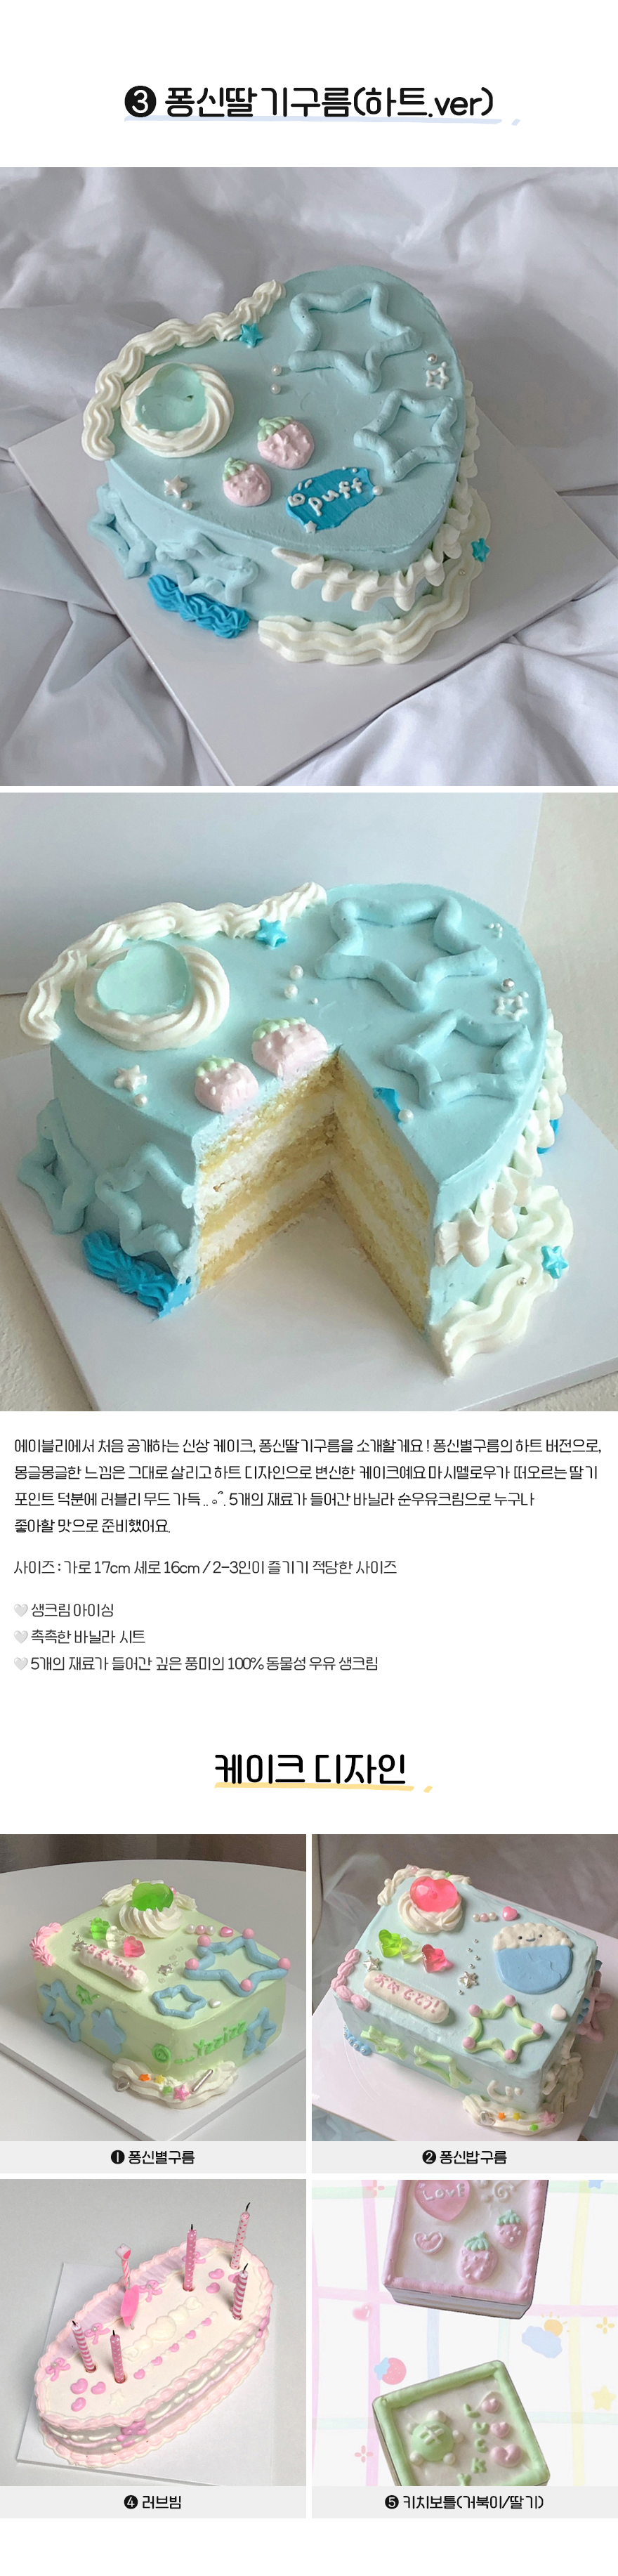 ❸ 퐁신딸기구름(하트.ver)
puff
에이블리에서 처음 공개하는 신상 케이크, 퐁신딸기구름을 소개할게요 ! 퐁신별구름의 하트 버전으로,
몽글몽글한 느낌은 그대로 살리고 하트 디자인으로 변신한 케이크예요 마시멜로우가 떠오르는 딸기
포인트 덕분에 러블리 무드 가득 .. 5개의 재료가 들어간 바닐라 순우유크림으로 누구나
좋아할 맛으로 준비했어요.
사이즈 : 가로 17cm 세로 16cm / 2-3인이 즐기기 적당한 사이즈
🤍 생크림 아이싱
🤍 촉촉한 바닐라 시트
🤍 5개의 재료가 들어간 깊은 풍미의 100% 동물성 우유 생크림
케이크 디자인
❶ 퐁신별구름
❷ 퐁신밥구름
Love
❹ 러브빔
❺ 키치보틀(거북이/딸기)